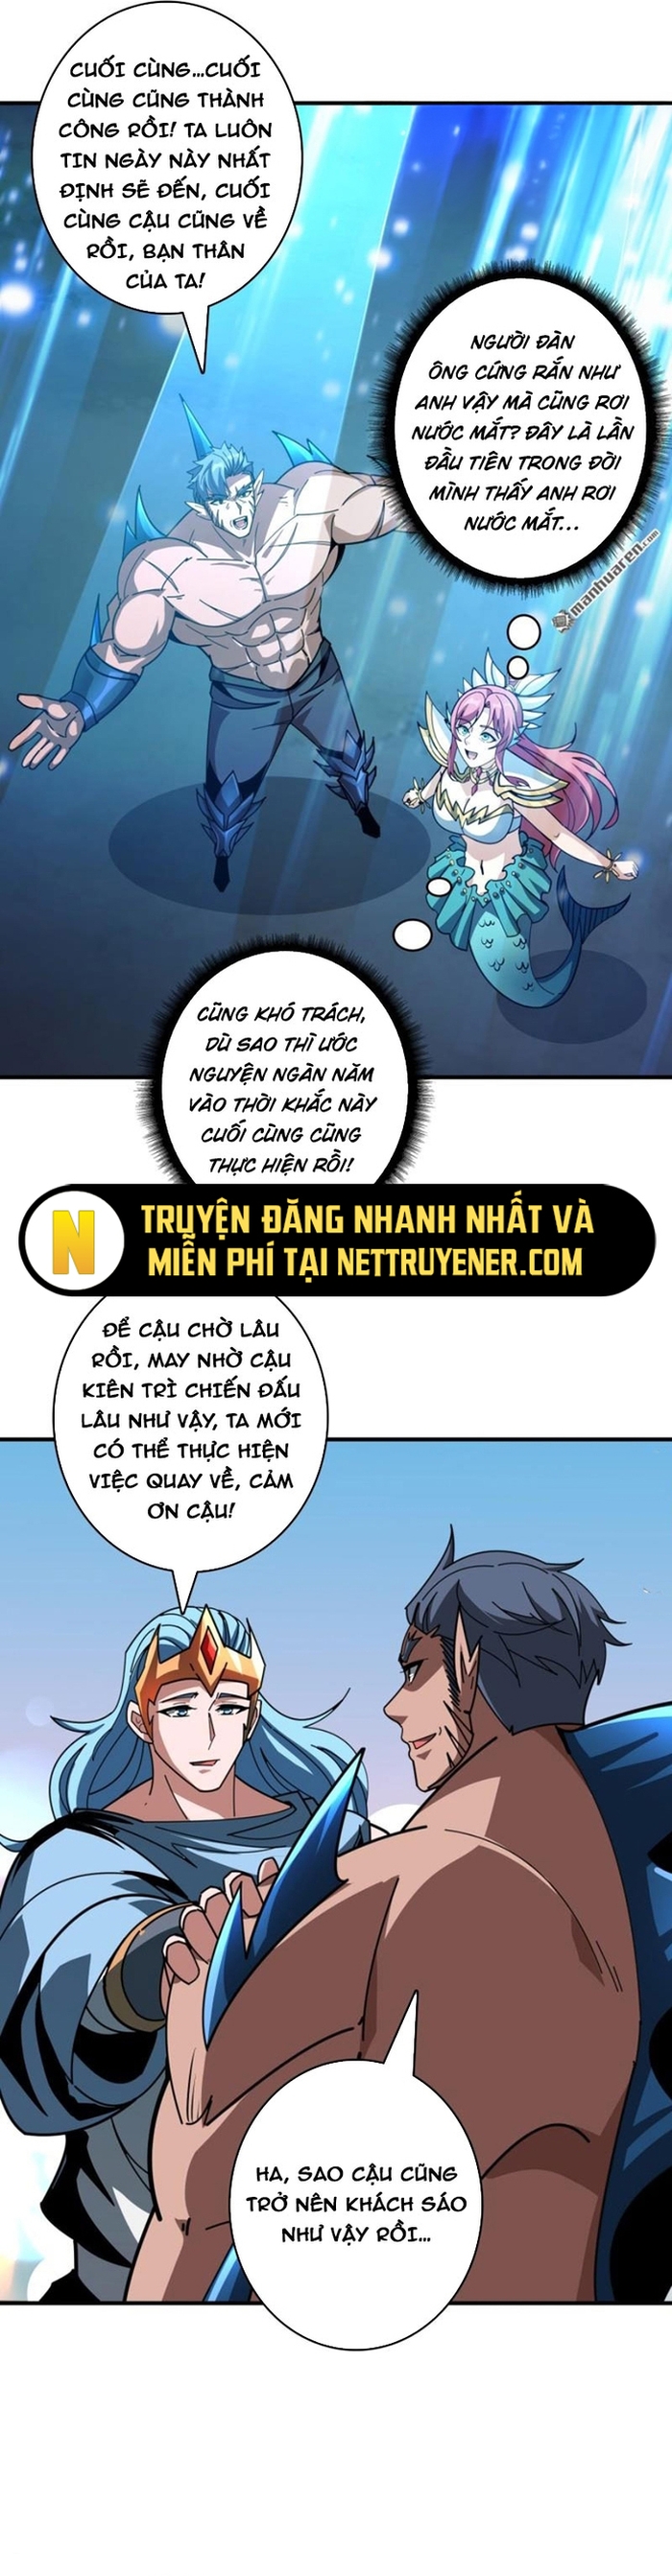 CUỐI CÙNG...CUỐI
CÙNG CŨNG THÀNH
CÔNG RỒI! TA LUÔN
TIN NGÀY NÀY NHẤT
ĐỊNH SẼ ĐẾN, CUỐI
CÙNG CẬU CŨNG VỀ
RỒI, BẠN THÂN
CỦA TA!
NGƯỜI ĐÀN
ÔNG CỨNG RẮN NHƯ
ANH VẬY MÀ CŨNG RƠI
NƯỚC MẮT? ĐÂY LÀ LẦN
ĐẦU TIÊN TRONG ĐỜI
MÌNH THẤY ANH RƠI
NƯỚC MẮT...
manhuaren.com
CŨNG KHÓ TRÁCH,
DÙ SAO THÌ ƯỚC
NGUYỆN NGÀN NĂM
VÀO THỜI KHẮC NÀY
CUỐI CÙNG CŨNG
THỰC HIỆN RỒI!
N
TRUYỆN ĐĂNG NHANH NHẤT VÀ
MIỄN PHÍ TẠI NETTRUYENER.COM
ĐỂ CẬU CHỜ LÂU
RỒI, MAY NHỜ CẬU
KIÊN TRÌ CHIẾN ĐẤU
LÂU NHƯ VẬY, TA MỚI
CÓ THỂ THỰC HIỆN
VIỆC QUAY VỀ, CẢM
ƠN CẬU!
HA, SAO CẬU CŨNG
TRỞ NÊN KHÁCH SÁO
NHƯ VẬY RỒI...